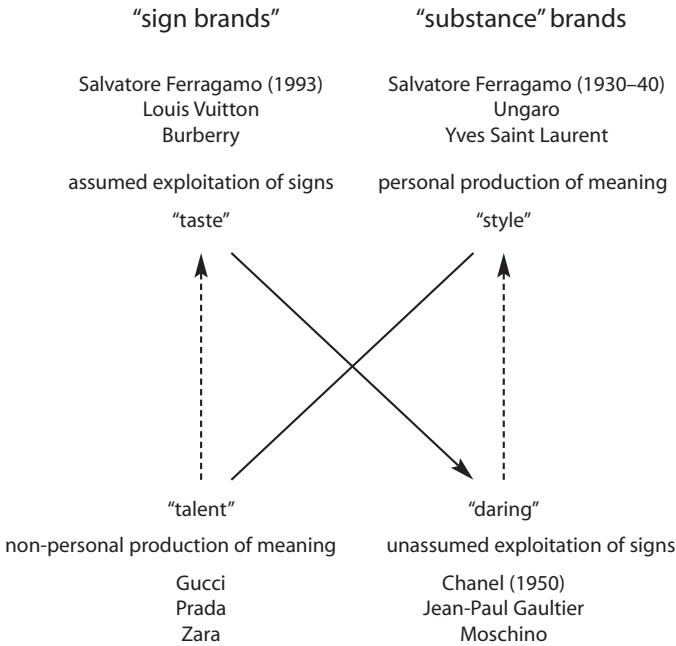 “sign brands”
“substance” brands
Salvatore Ferragamo (1993)
Louis Vuitton
Burberry
Salvatore Ferragamo (1930–40)
Ungaro
Yves Saint Laurent
assumed exploitation of signs
personal production of meaning
“taste”
“style”
“talent”
“daring”
non-personal production of meaning
unassumed exploitation of signs
Gucci
Prada
Zara
Chanel (1950)
Jean-Paul Gaultier
Moschino